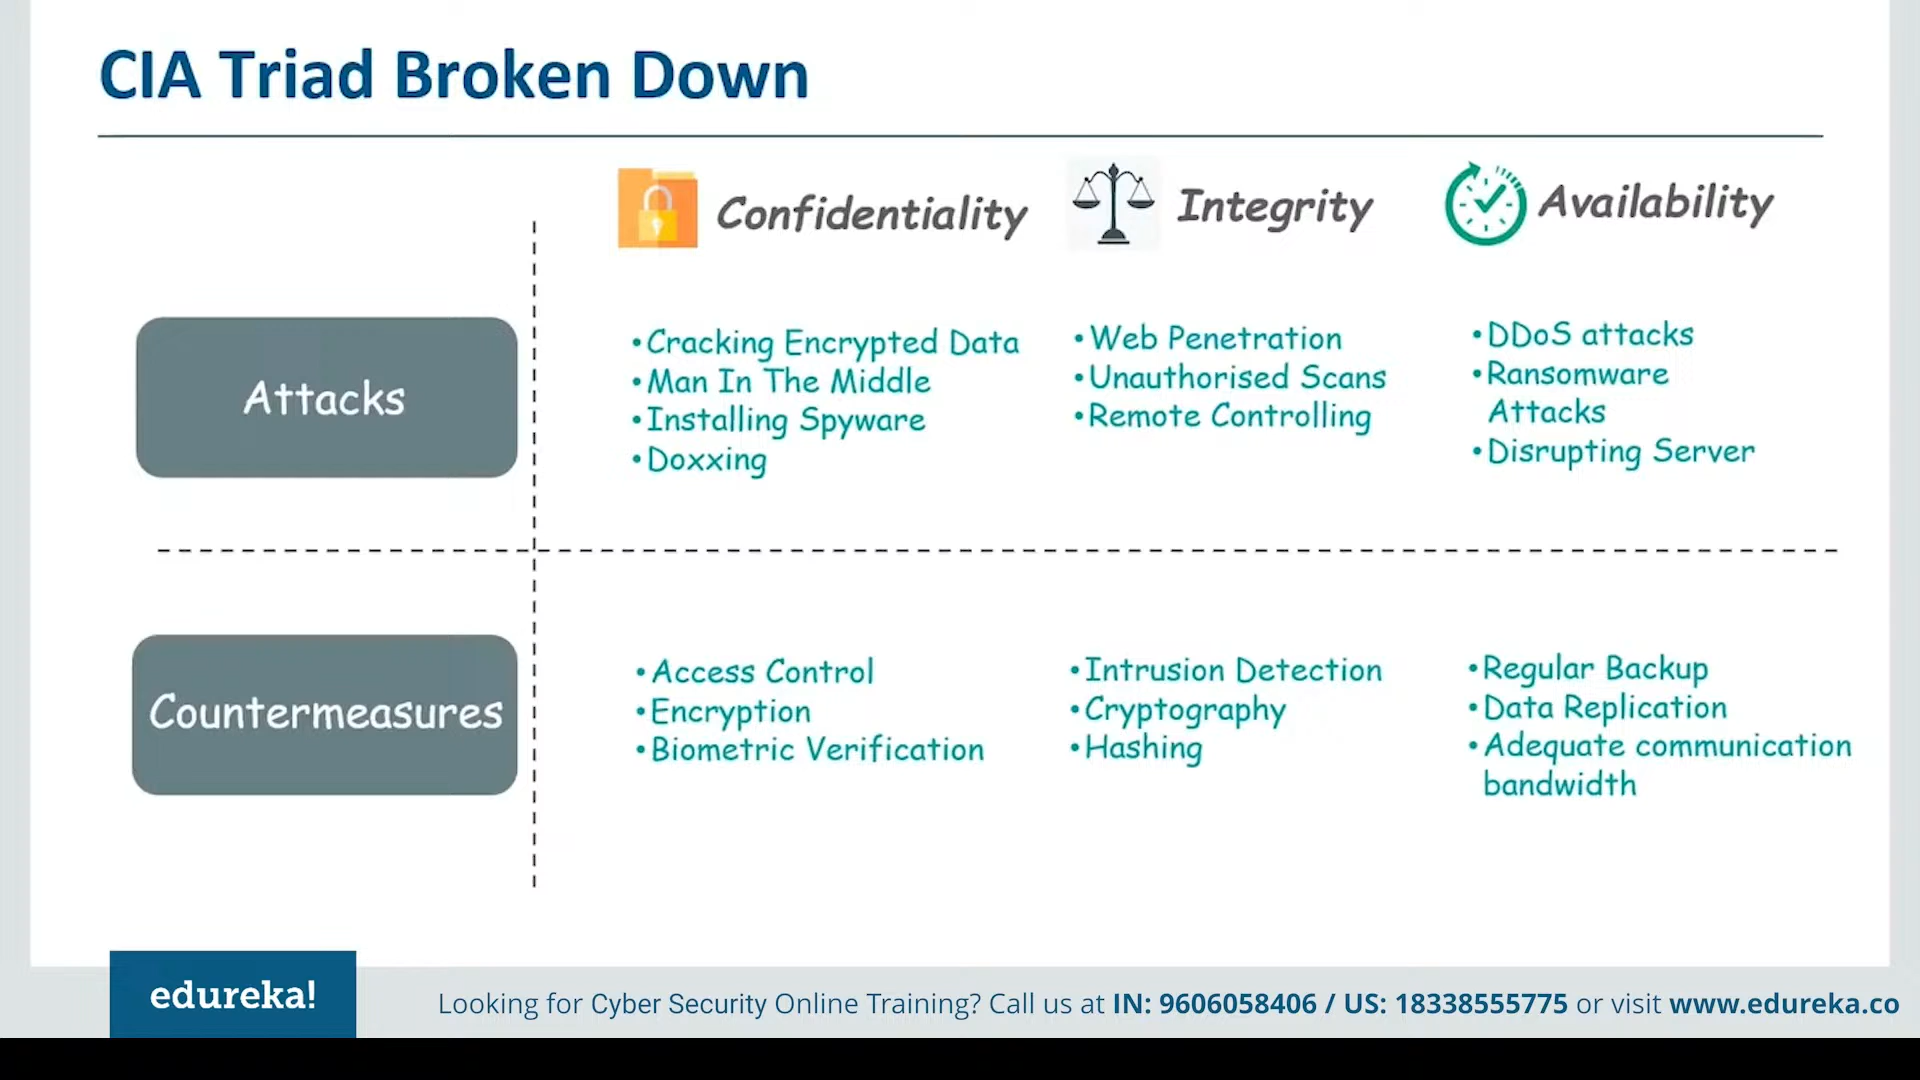 CIA Triad Broken Down
Confidentiality
Integrity
Availability
Attacks
•Cracking Encrypted Data
•Man In The Middle
•Installing Spyware
•Doxxing
•Web Penetration
•Unauthorised Scans
•Remote Controlling
•DDoS attacks
•Ransomware
Attacks
•Disrupting Server
Countermeasures
•Access Control
•Encryption
•Biometric Verification
•Intrusion Detection
•Cryptography
•Hashing
•Regular Backup
•Data Replication
•Adequate communication
bandwidth
edureka!
Looking for Cyber Security Online Training? Call us at IN: 9606058406 / US: 18338555775 or visit www.edureka.co